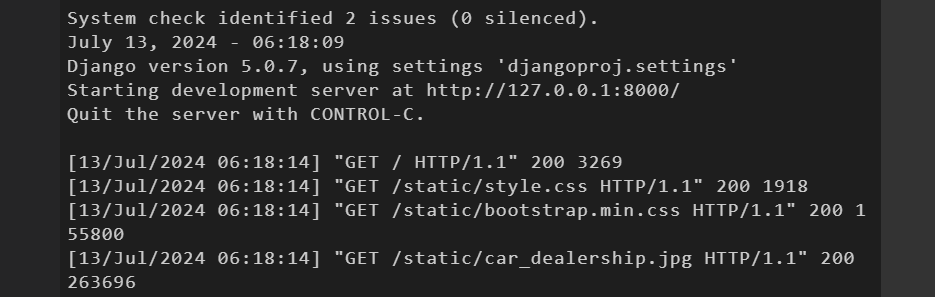 System check identified 2 issues (0 silenced).
July 13, 2024 - 06:18:09
Django version 5.0.7, using settings 'djangoproj.settings'
Starting development server at http://127.0.0.1:8000/
Quit the server with CONTROL-C.
[13/Jul/2024 06:18:14] "GET / HTTP/1.1" 200 3269
[13/Jul/2024 06:18:14] "GET /static/style.css HTTP/1.1" 200 1918
[13/Jul/2024 06:18:14] "GET /static/bootstrap.min.css HTTP/1.1" 200 1
55800
[13/Jul/2024 06:18:14] "GET /static/car_dealership.jpg HTTP/1.1" 200
263696